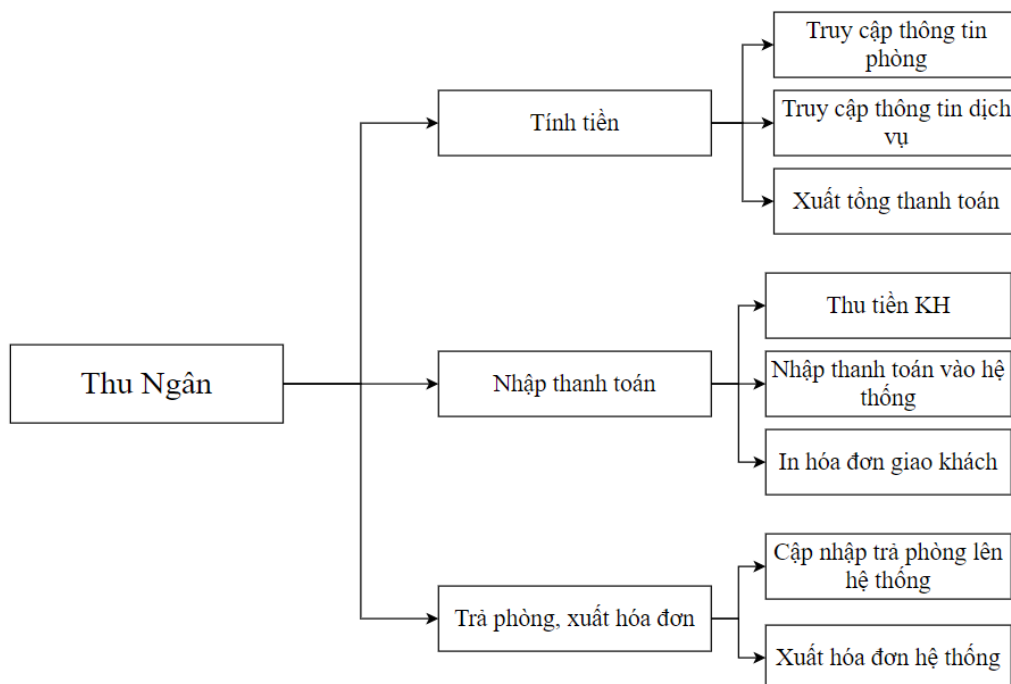 Truy cập thông tin
phòng
Tính tiền
Truy cập thông tin dịch
vụ
Xuất tổng thanh toán
Thu Ngân
Thu tiền KH
Nhập thanh toán
Nhập thanh toán vào hệ
thống
In hóa đơn giao khách
Cập nhập trả phòng lên
hệ thống
Trả phòng, xuất hóa đơn
Xuất hóa đơn hệ thống